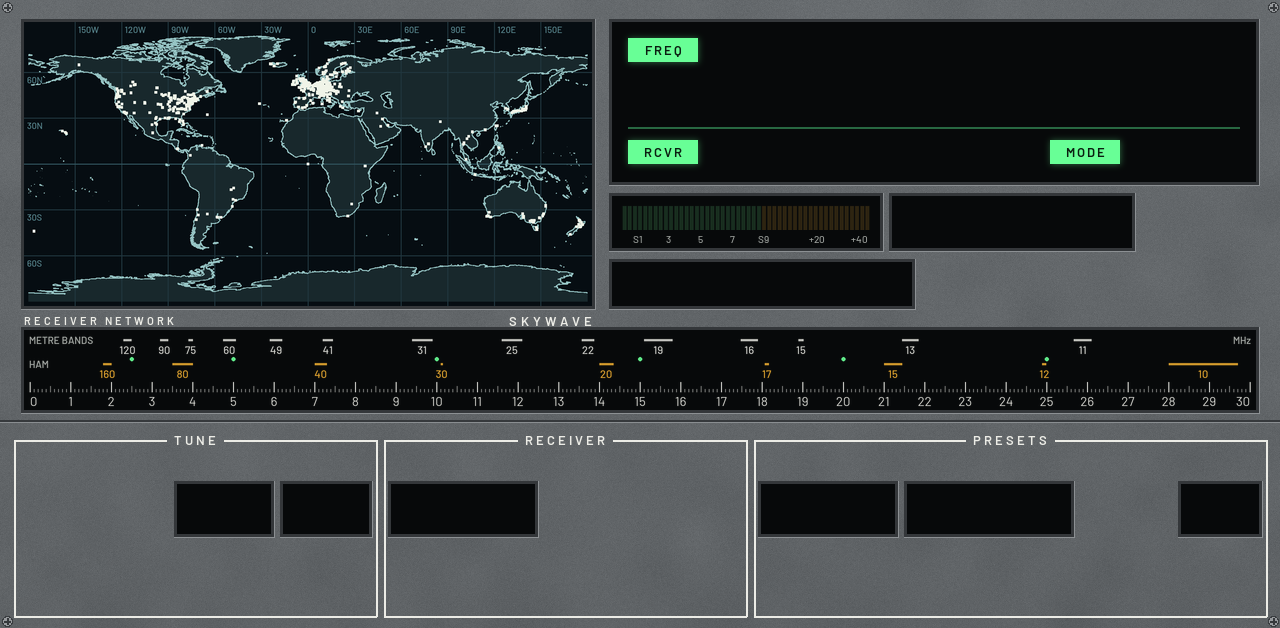 150W 120W 90W 60W 30W 0 30E 60E 90E 120E 150E
60N
30N
30S
60S
FREQ
RCVR MODE
S1 3 5 7 S9 +20 +40
RECEIVER NETWORK SKYWAVE
METRE BANDS MHz
120 90 75 60 49 41 31 25 22 19 16 15 13 11
HAM
160 80 40 30 20 17 15 12 10
0 1 2 3 4 5 6 7 8 9 10 11 12 13 14 15 16 17 18 19 20 21 22 23 24 25 26 27 28 29 30
TUNE RECEIVER PRESETS